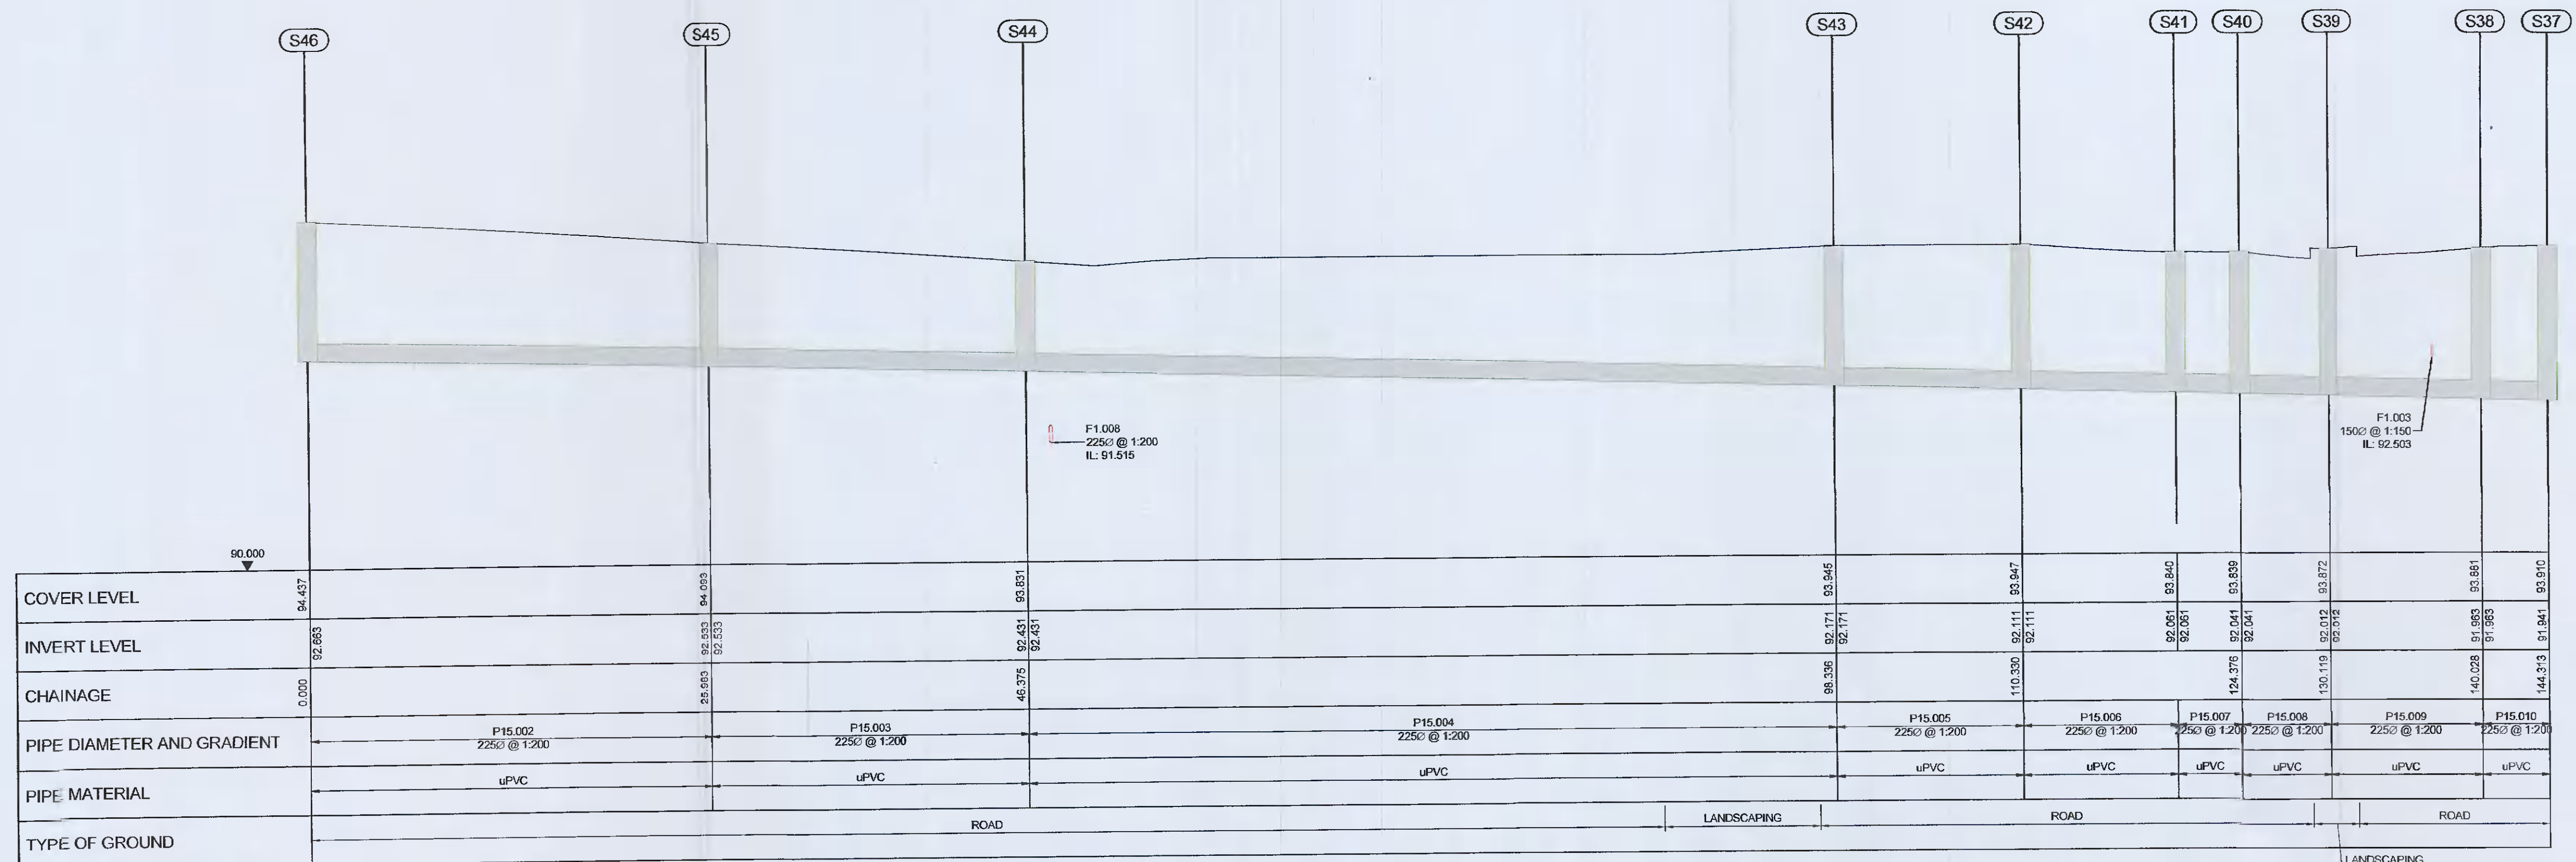 S46 S45 S44 S43 S42 S41 S40 S39 S38 S37
F1.008
225Ø @ 1:200
IL: 91.515
F1.003
150Ø @ 1:150
IL: 92.503
90.000
COVER LEVEL 94.437 94.093 93.831 93.945 93.947 93.840 93.839 93.872 93.881 93.910
INVERT LEVEL 92.663 92.533 92.533 92.431 92.431 92.171 92.171 92.111 92.111 92.061 92.061 92.041 92.041 92.012 92.012 91.963 91.963 91.941
CHAINAGE 0.000 25.983 46.375 98.336 110.330 124.376 130.119 140.028 144.313
P15.002 P15.003 P15.004 P15.005 P15.006 P15.007 P15.008 P15.009 P15.010
PIPE DIAMETER AND GRADIENT 225Ø @ 1:200 225Ø @ 1:200 225Ø @ 1:200 225Ø @ 1:200 225Ø @ 1:200 225Ø @ 1:200 225Ø @ 1:200 225Ø @ 1:200 225Ø @ 1:200
PIPE MATERIAL uPVC uPVC uPVC uPVC uPVC uPVC uPVC uPVC uPVC
TYPE OF GROUND ROAD LANDSCAPING ROAD ROAD
LANDSCAPING